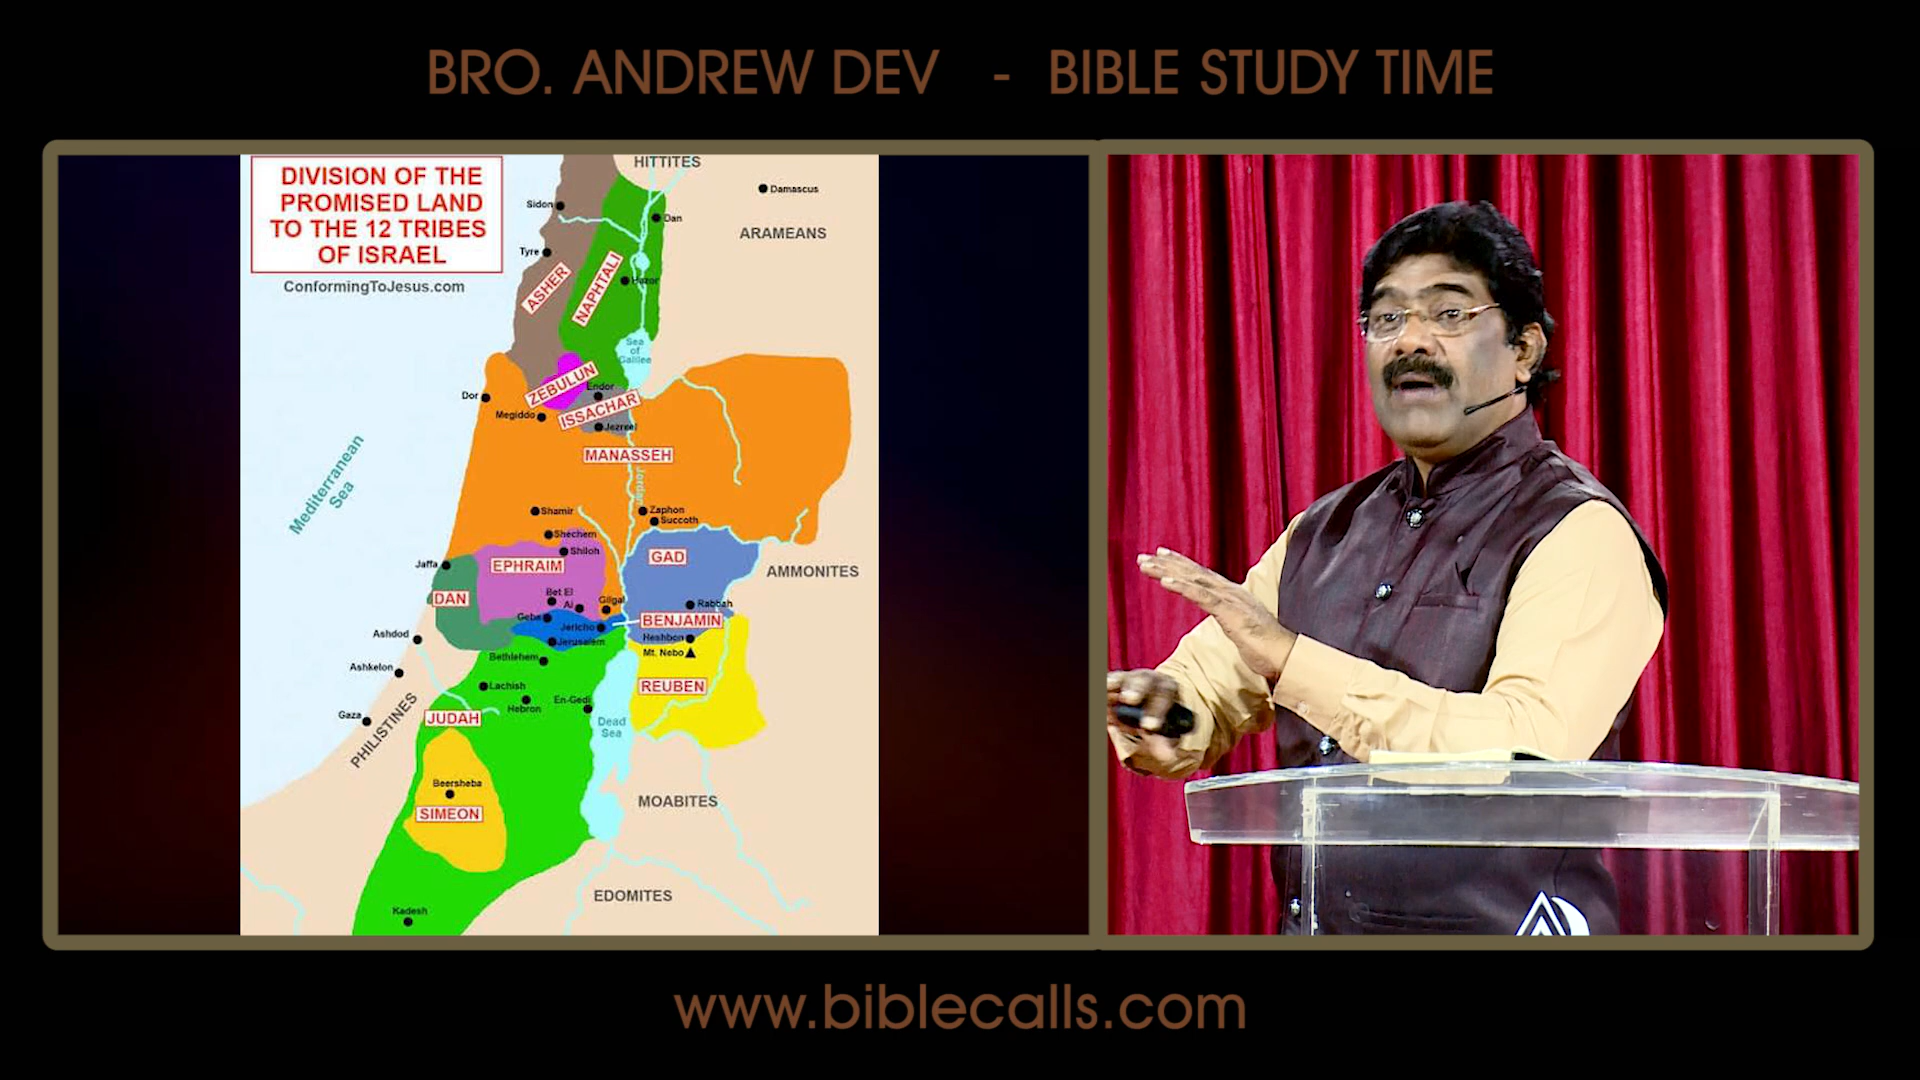 BRO. ANDREW DEV - BIBLE STUDY TIME
DIVISION OF THE
PROMISED LAND
TO THE 12 TRIBES
OF ISRAEL
ConformingToJesus.com
HITTITES
Damascus
Sidon
Dan
ARAMEANS
Tyre
ASHER
NAPHTALI
Hazor
Sea
of
Galilee
ZEBULUN
Endor
Dor
ISSACHAR
Megiddo
Jezreel
MANASSEH
Mediterranean
Sea
Jordan
Shamir
Zaphon
Succoth
Shechem
Shiloh
GAD
Jaffa
EPHRAIM
AMMONITES
DAN
Bet El
Ai
Gilgal
Rabbah
Geba
Jericho
BENJAMIN
Ashdod
Jerusalem
Heshbon
Mt. Nebo
Bethlehem
Ashkelon
Lachish
REUBEN
Hebron
En-Gedi
Gaza
PHILISTINES
JUDAH
Dead
Sea
Beersheba
SIMEON
MOABITES
EDOMITES
Kadesh
www.biblecalls.com